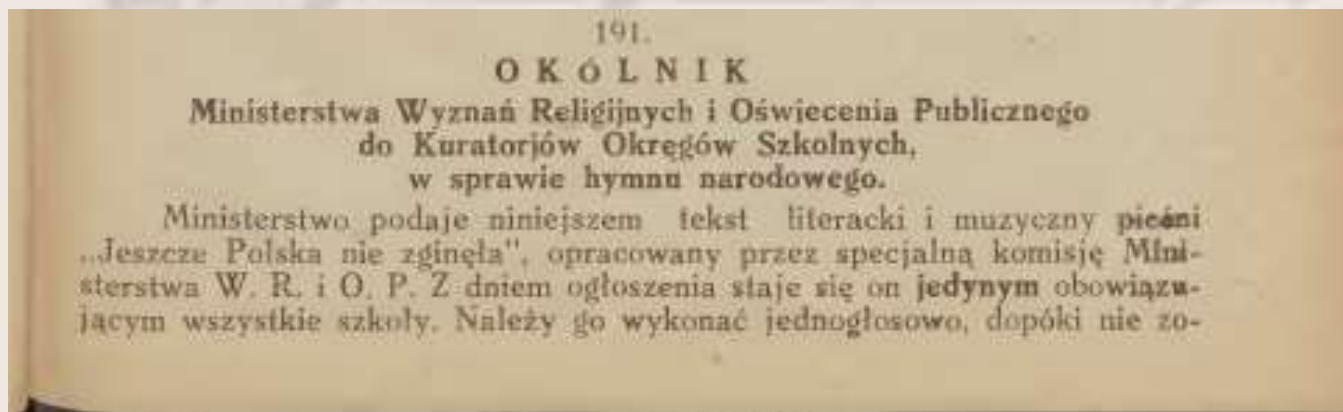 191.
OKÓLNIK
Ministerstwa Wyznań Religijnych i Oświecenia Publicznego
do Kuratorjów Okręgów Szkolnych,
w sprawie hymnu narodowego.
Ministerstwo podaje niniejszem tekst literacki i muzyczny pieśni
„Jeszcze Polska nie zginęła", opracowany przez specjalną komisję Mini-
sterstwa W. R. i O. P. Z dniem ogłoszenia staje się on jedynym obowiązu-
jącym wszystkie szkoły. Należy go wykonać jednogłosowo, dopóki nie zo-